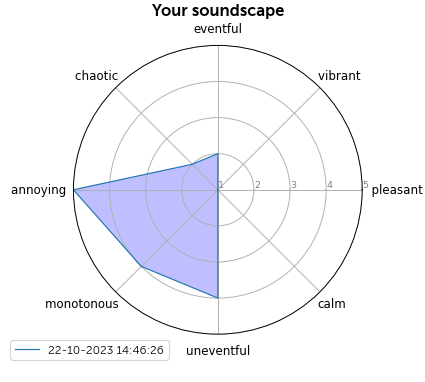 Your soundscape
eventful
chaotic
vibrant
annoying
1 2 3 4 5
pleasant
monotonous
calm
22-10-2023 14:46:26
uneventful